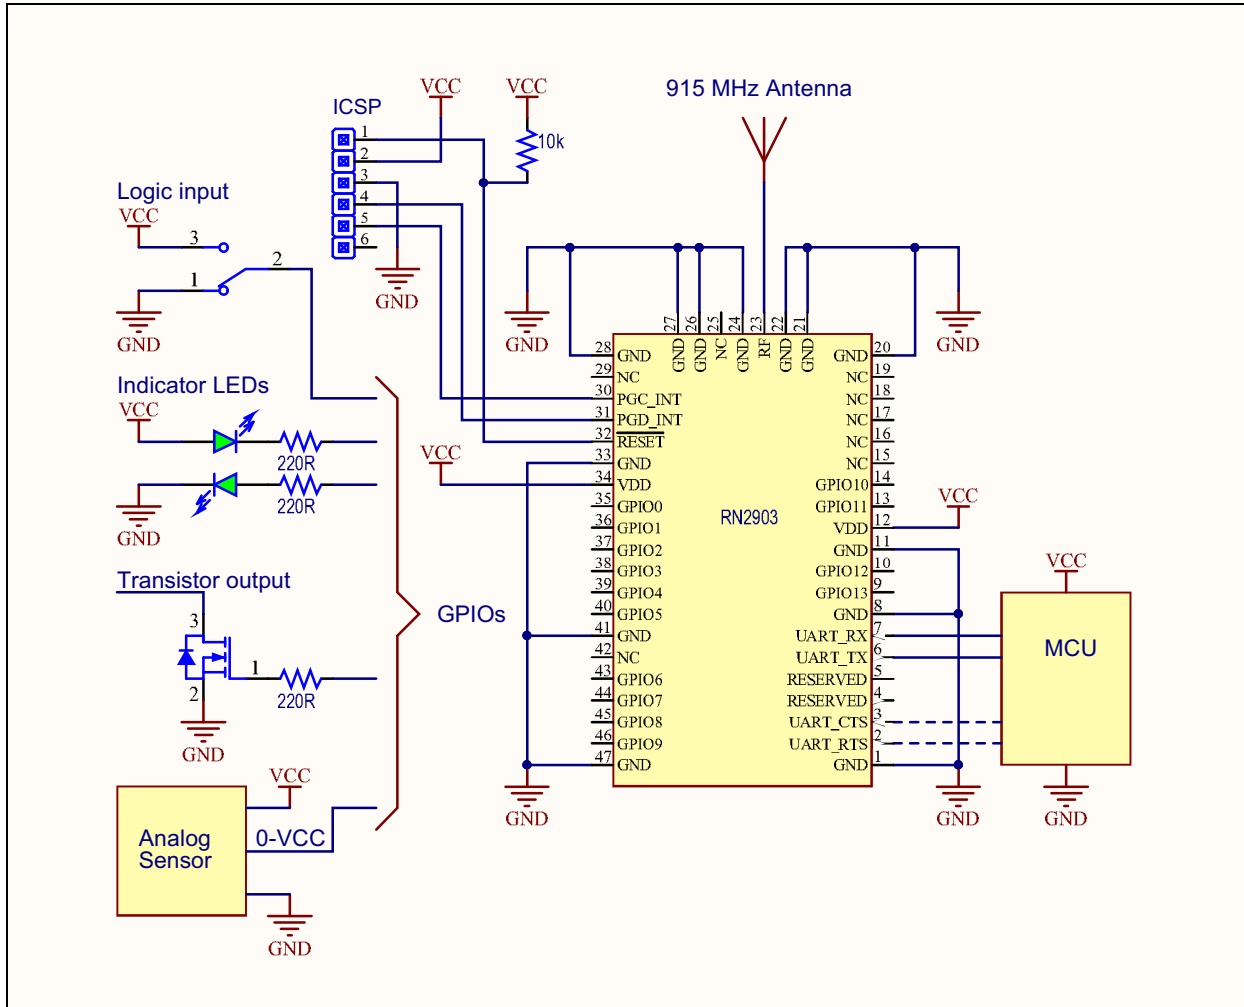 915 MHz Antenna
ICSP
VCC
VCC
10k
1
2
3
4
5
6
GND
Logic input
VCC
3
2
1
GND
Indicator LEDs
VCC
220R
220R
GND
Transistor output
3
1
2
220R
GND
Analog
Sensor
VCC
0-VCC
GND
GPIOs
GND
GND
27 26 25 24 23 22 21
GND GND NC GND RF GND GND
28 GND
29 NC
30 PGC_INT
31 PGD_INT
32 RESET
33 GND
34 VDD
35 GPIO0
36 GPIO1
37 GPIO2
38 GPIO3
39 GPIO4
40 GPIO5
41 GND
42 NC
43 GPIO6
44 GPIO7
45 GPIO8
46 GPIO9
47 GND
VCC
GND
RN2903
GND 20
NC 19
NC 18
NC 17
NC 16
NC 15
GPIO10 14
GPIO11 13
VDD 12
GND 11
GPIO12 10
GPIO13 9
GND 8
UART_RX 7
UART_TX 6
RESERVED 5
RESERVED 4
UART_CTS 3
UART_RTS 2
GND 1
VCC
GND
VCC
MCU
GND